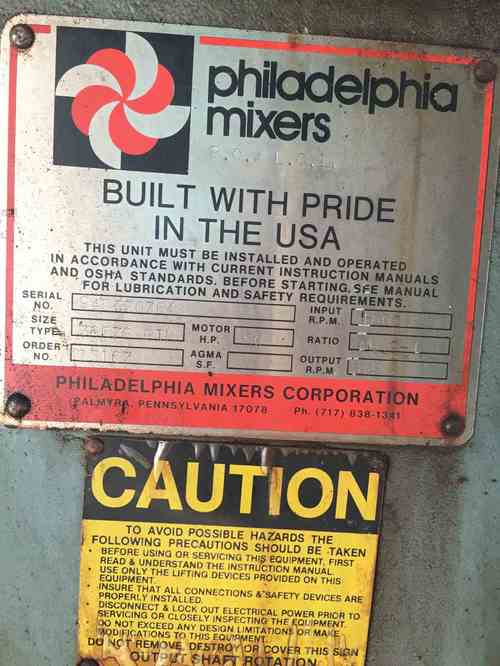 philadelphia
mixers
BUILT WITH PRIDE
IN THE USA
THIS UNIT MUST BE INSTALLED AND OPERATED
IN ACCORDANCE WITH CURRENT INSTRUCTION MANUALS
AND OSHA STANDARDS. BEFORE STARTING, SEE MANUAL
FOR LUBRICATION AND SAFETY REQUIREMENTS.
SERIAL NO. INPUT R.P.M.
SIZE TYPE MOTOR H.P. RATIO
ORDER NO. AGMA S.F. OUTPUT R.P.M
PHILADELPHIA MIXERS CORPORATION
PALMYRA, PENNSYLVANIA 17078 Ph. (717) 838-1341
CAUTION
TO AVOID POSSIBLE HAZARDS THE
FOLLOWING PRECAUTIONS SHOULD BE TAKEN
• BEFORE USING OR SERVICING THIS EQUIPMENT, FIRST
READ & UNDERSTAND THE INSTRUCTION MANUAL.
USE ONLY THE LIFTING DEVICES PROVIDED ON THIS
EQUIPMENT.
INSURE THAT ALL CONNECTIONS & SAFETY DEVICES ARE
PROPERLY INSTALLED.
DISCONNECT & LOCK OUT ELECTRICAL POWER PRIOR TO
SERVICING OR CLOSELY INSPECTING THE EQUIPMENT.
DO NOT EXCEED ANY DESIGN LIMITATIONS OR MAKE
MODIFICATIONS TO THIS EQUIPMENT.
DO NOT REMOVE, DESTROY OR COVER THIS SIGN
OUTPUT SHAFT ROTATION